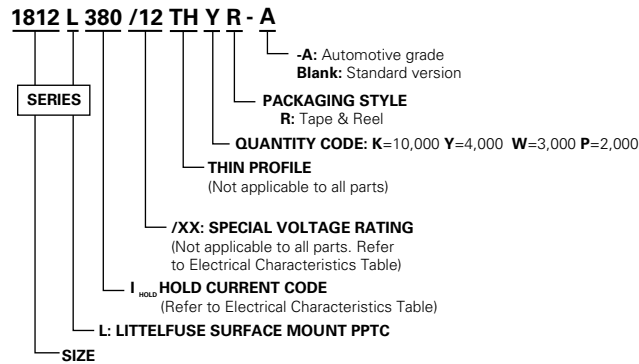 1812 L 380 /12 TH Y R - A
-A: Automotive grade
Blank: Standard version
SERIES
PACKAGING STYLE
R: Tape & Reel
QUANTITY CODE: K=10,000 Y=4,000 W=3,000 P=2,000
THIN PROFILE
(Not applicable to all parts)
/XX: SPECIAL VOLTAGE RATING
(Not applicable to all parts. Refer
to Electrical Characteristics Table)
I HOLD HOLD CURRENT CODE
(Refer to Electrical Characteristics Table)
L: LITTELFUSE SURFACE MOUNT PPTC
SIZE